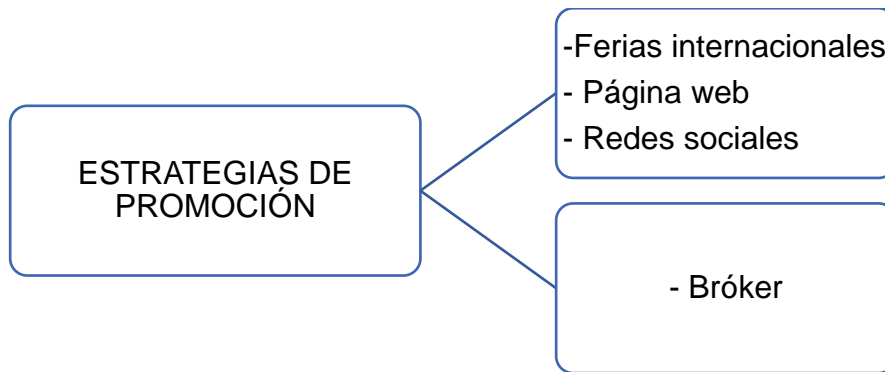 ESTRATEGIAS DE
PROMOCIÓN
-Ferias internacionales
- Página web
- Redes sociales
- Bróker